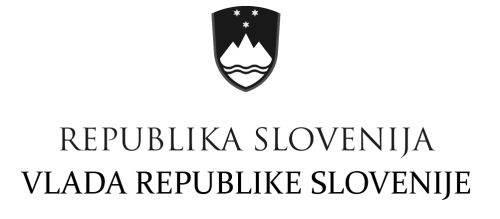 REPUBLIKA SLOVENIJA
VLADA REPUBLIKE SLOVENIJE